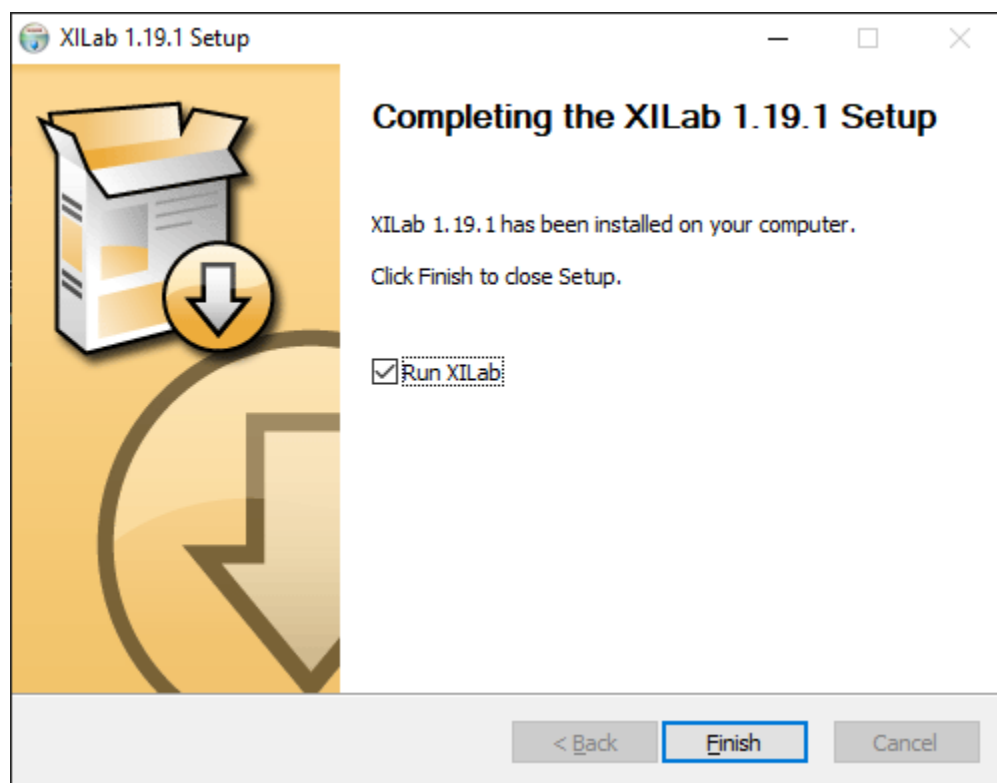 XILab 1.19.1 Setup
Completing the XILab 1.19.1 Setup
XILab 1.19.1 has been installed on your computer.
Click Finish to close Setup.
Run XILab
< Back
Finish
Cancel